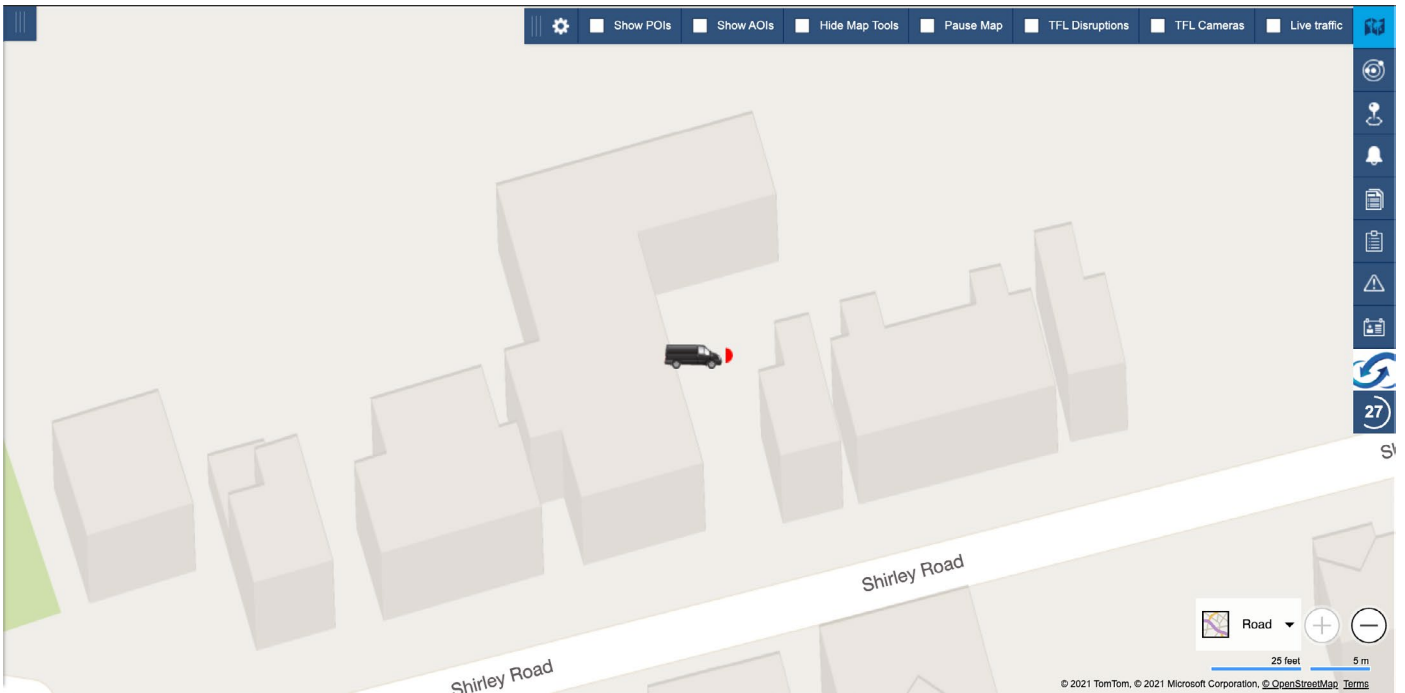 Show POIs
Show AOIs
Hide Map Tools
Pause Map
TFL Disruptions
TFL Cameras
Live traffic
27
Sh
Shirley Road
Shirley Road
Road
25 feet
5 m
© 2021 TomTom, © 2021 Microsoft Corporation, © OpenStreetMap Terms